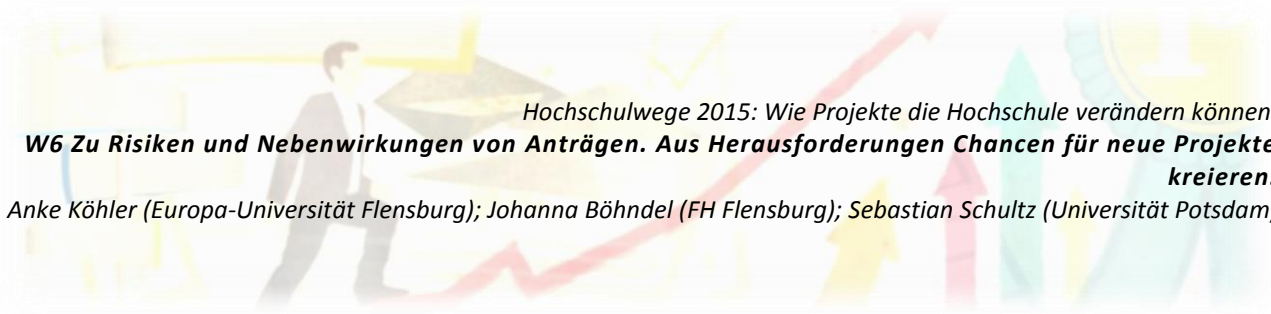 Hochschulwege 2015: Wie Projekte die Hochschule verändern können.
W6 Zu Risiken und Nebenwirkungen von Anträgen. Aus Herausforderungen Chancen für neue Projekte
kreieren.
Anke Köhler (Europa-Universität Flensburg); Johanna Böhndel (FH Flensburg); Sebastian Schultz (Universität Potsdam)